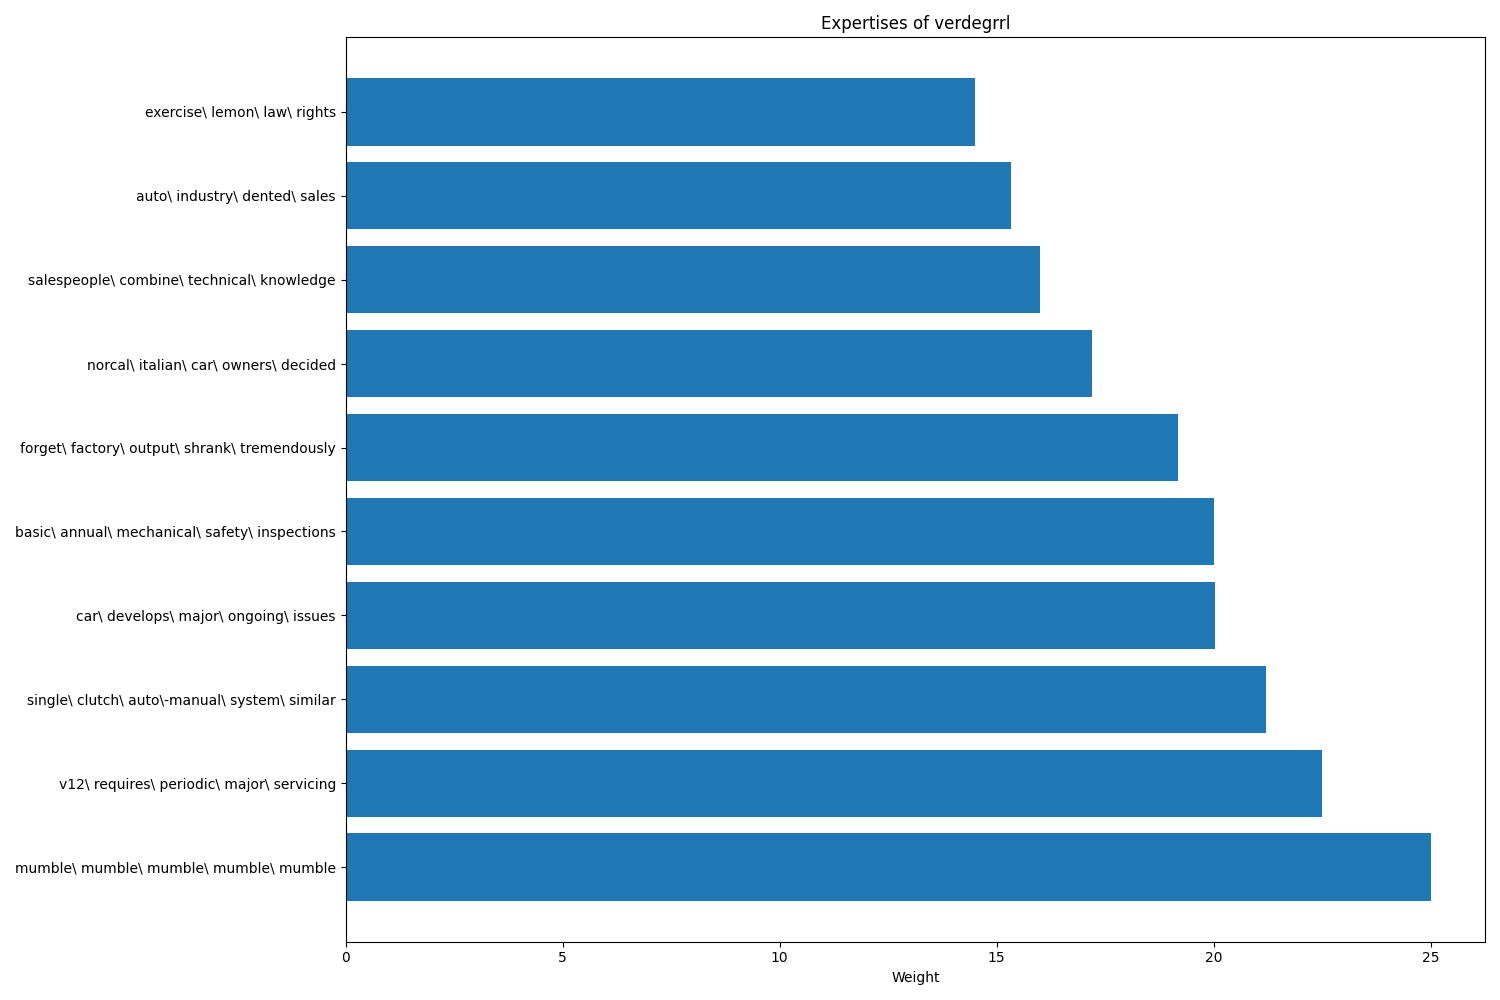 Expertises of verdegrrl
exercise\ lemon\ law\ rights
auto\ industry\ dented\ sales
salespeople\ combine\ technical\ knowledge
norcal\ italian\ car\ owners\ decided
forget\ factory\ output\ shrank\ tremendously
basic\ annual\ mechanical\ safety\ inspections
car\ develops\ major\ ongoing\ issues
single\ clutch\ auto\-manual\ system\ similar
v12\ requires\ periodic\ major\ servicing
mumble\ mumble\ mumble\ mumble\ mumble
0 5 10 15 20 25
Weight